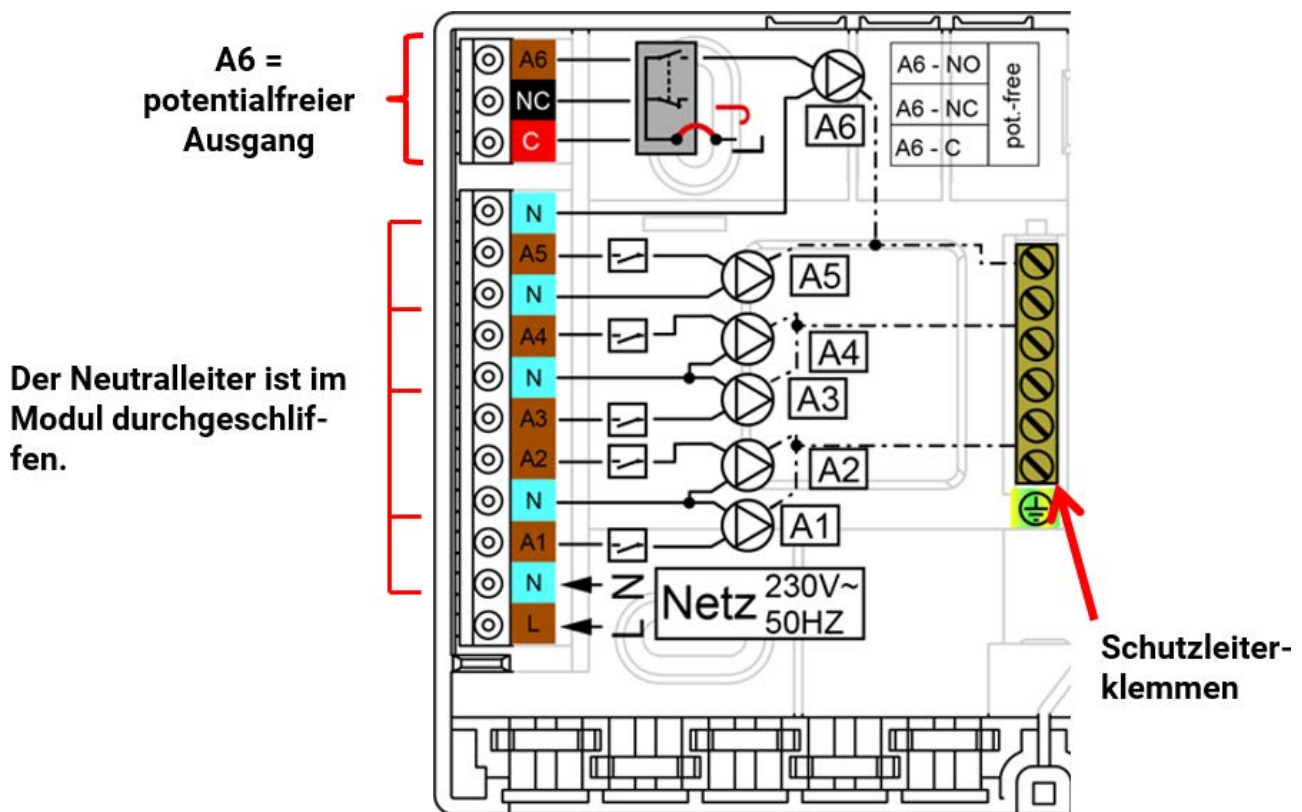 A6 =
potentialfreier
Ausgang
A6
NC
C
L
A6
A6 - NO
A6 - NC
A6 - C
pot.-free
N
A5
N
A4
N
A3
A2
N
A1
N
L
A5
A4
A3
A2
A1
N
L
Netz 230V~
50HZ
Der Neutralleiter ist im
Modul durchgeschlif-
fen.
Schutzleiter-
klemmen